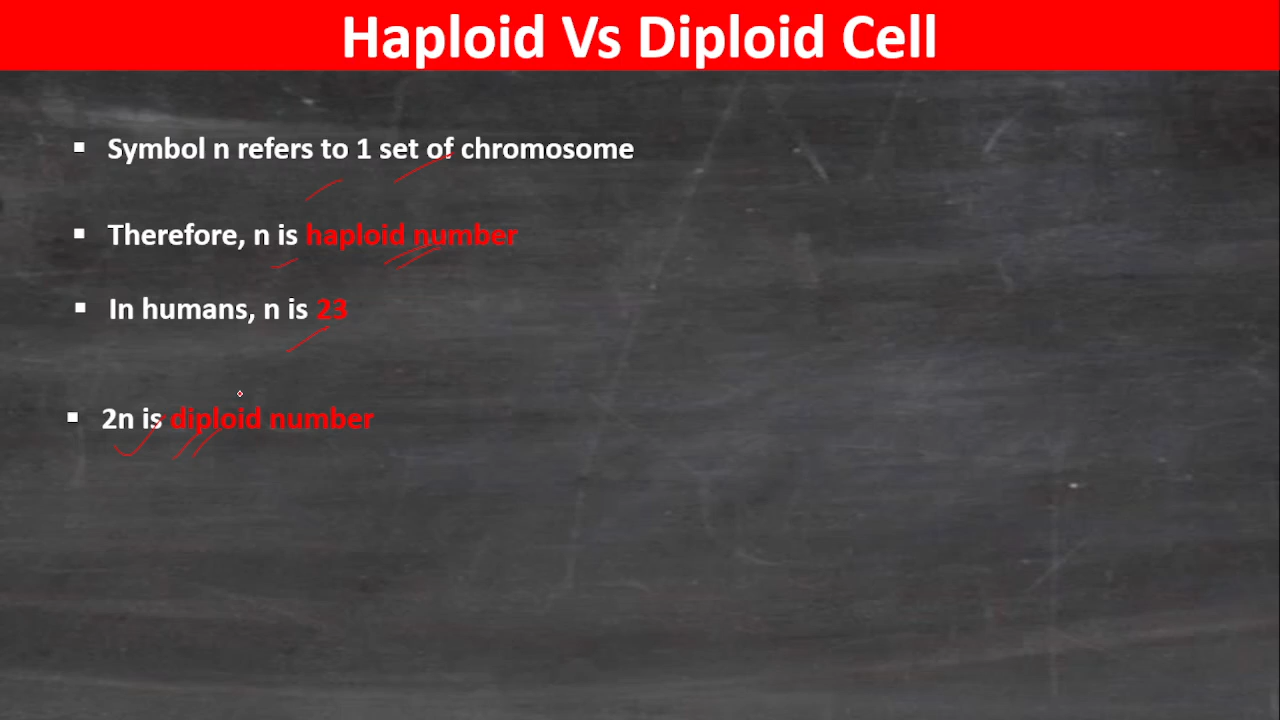 Haploid Vs Diploid Cell
▪ Symbol n refers to 1 set of chromosome
▪ Therefore, n is haploid number
▪ In humans, n is 23
▪ 2n is diploid number